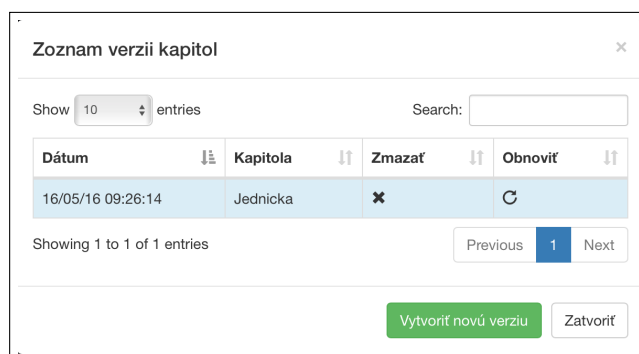 Zoznam verzii kapitol ×
Show 10 entries Search:
Dátum Kapitola Zmazať Obnoviť
16/05/16 09:26:14 Jednicka
Showing 1 to 1 of 1 entries Previous 1 Next
Vytvoriť novú verziu Zatvoriť